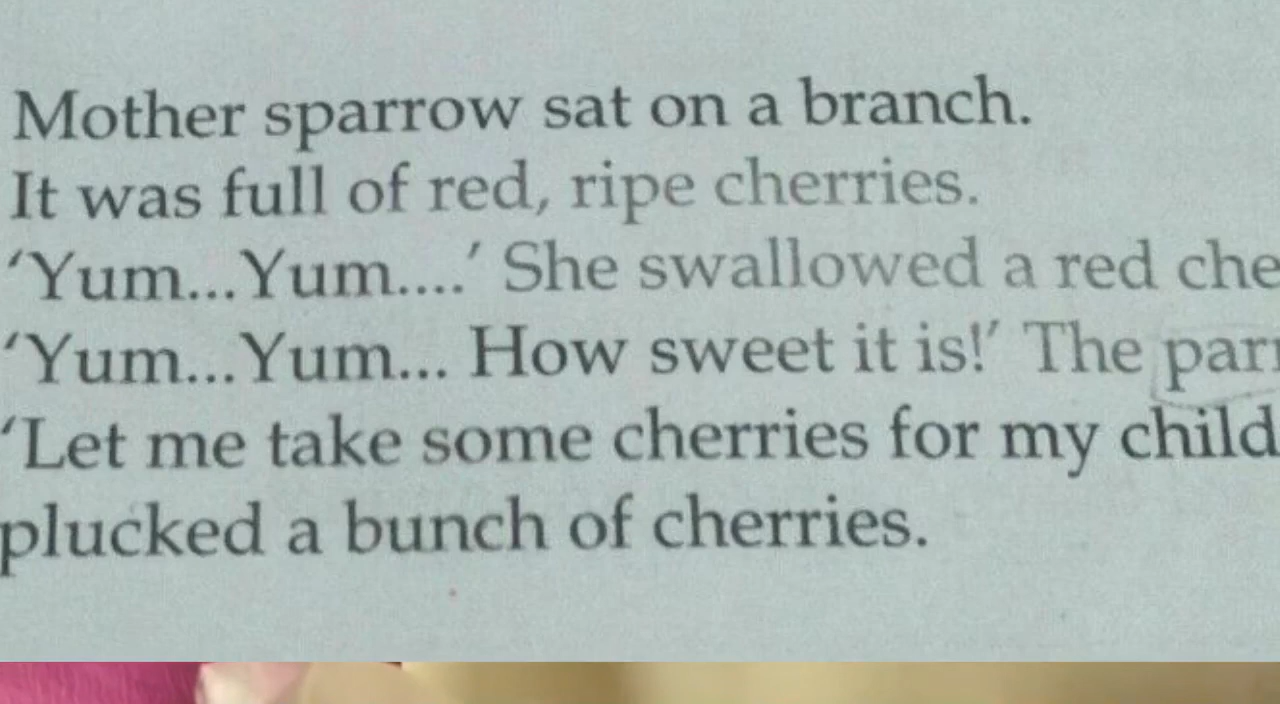 Mother sparrow sat on a branch.
It was full of red, ripe cherries.
‘Yum...Yum....’ She swallowed a red che
‘Yum...Yum... How sweet it is!’ The parr
‘Let me take some cherries for my child
plucked a bunch of cherries.